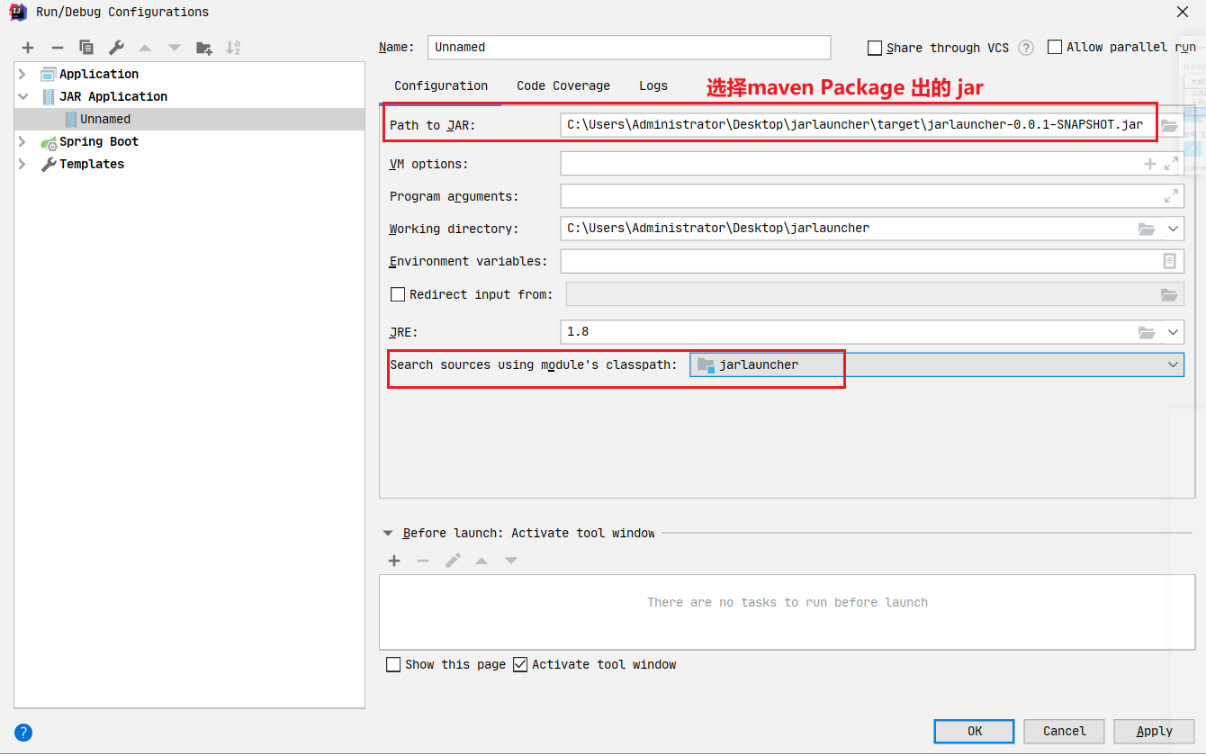 Run/Debug Configurations
Name: Unnamed
Share through VCS ?
Allow parallel run
Application
JAR Application
Unnamed
Spring Boot
Templates
Configuration Code Coverage Logs
选择maven Package 出的 jar
Path to JAR: C:\Users\Administrator\Desktop\jarlauncher\target\jarlauncher-0.0.1-SNAPSHOT.jar
VM options:
Program arguments:
Working directory: C:\Users\Administrator\Desktop\jarlauncher
Environment variables:
Redirect input from:
JRE: 1.8
Search sources using module's classpath: jarlauncher
Before launch: Activate tool window
There are no tasks to run before launch
Show this page Activate tool window
? OK Cancel Apply